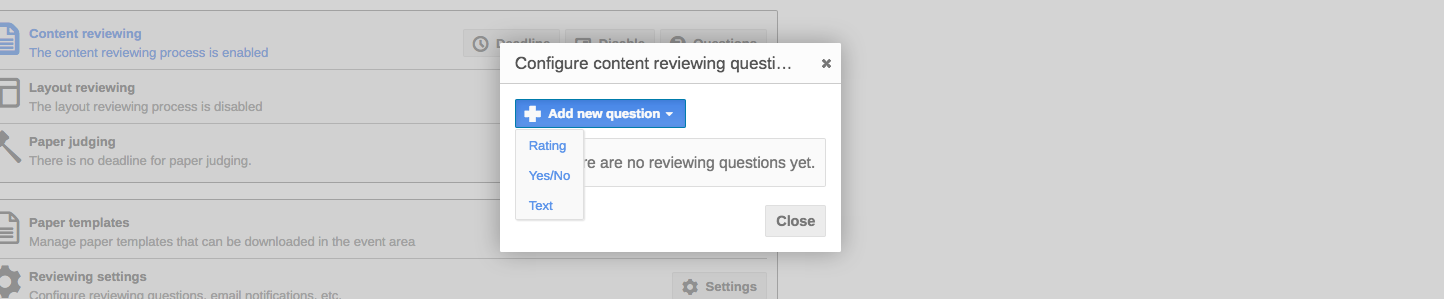 Content reviewing
The content reviewing process is enabled
Deadline
Disable
Questions
Layout reviewing
The layout reviewing process is disabled
Paper judging
There is no deadline for paper judging.
Paper templates
Manage paper templates that can be downloaded in the event area
Reviewing settings
Configure reviewing questions, email notifications, etc.
Settings
Configure content reviewing questi…
Add new question
Rating
Yes/No
Text
re are no reviewing questions yet.
Close